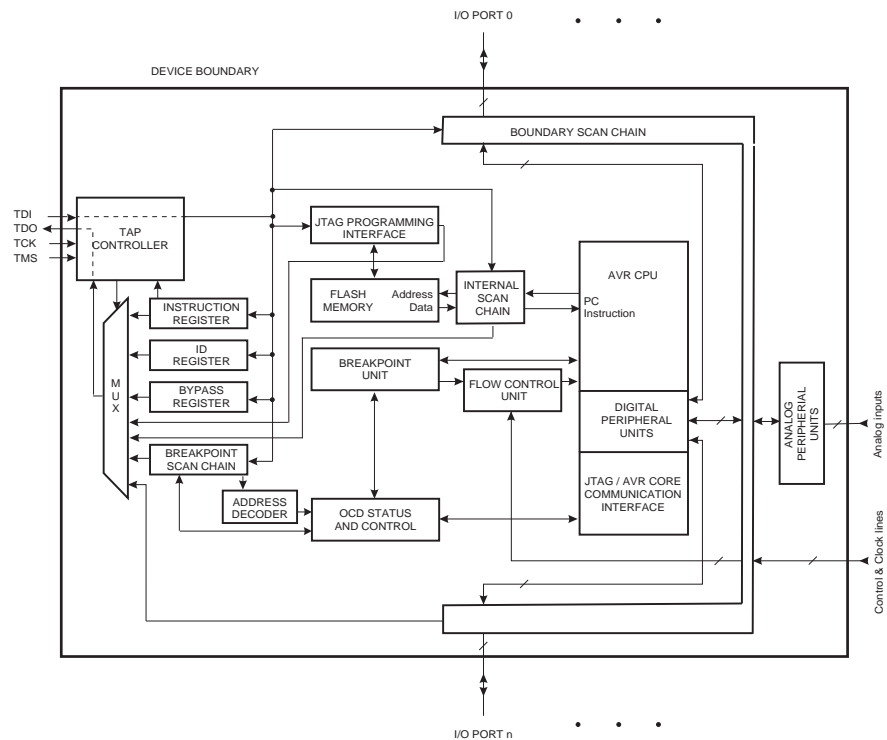 I/O PORT 0
DEVICE BOUNDARY
BOUNDARY SCAN CHAIN
TDI
TDO
TCK
TMS
TAP
CONTROLLER
JTAG PROGRAMMING
INTERFACE
AVR CPU
FLASH
MEMORY
Address
Data
INTERNAL
SCAN
CHAIN
PC
Instruction
INSTRUCTION
REGISTER
ID
REGISTER
M
U
X
BREAKPOINT
UNIT
FLOW CONTROL
UNIT
BYPASS
REGISTER
DIGITAL
PERIPHERAL
UNITS
ANALOG
PERIPHERIAL
UNITS
Analog inputs
BREAKPOINT
SCAN CHAIN
JTAG / AVR CORE
COMMUNICATION
INTERFACE
ADDRESS
DECODER
OCD STATUS
AND CONTROL
Control & Clock lines
I/O PORT n